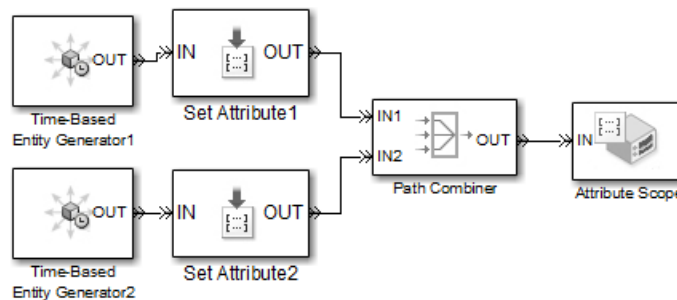 OUT
Time-Based
Entity Generator1
IN
[...]
OUT
Set Attribute1
IN1
IN2
OUT
Path Combiner
[...]
IN
Attribute Scope
OUT
Time-Based
Entity Generator2
IN
[...]
OUT
Set Attribute2